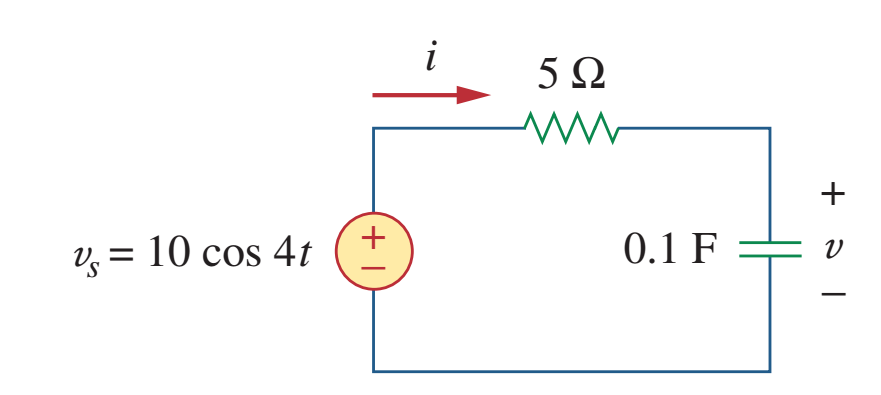 i
5 Ω
vs = 10 cos 4t
+
−
0.1 F
+
v
−